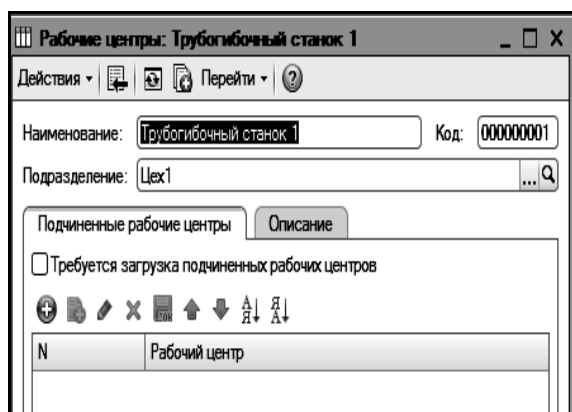 Рабочие центры: Трубогибочный станок 1
Действия Перейти
Наименование: Трубогибочный станок 1 Код: 000000001
Подразделение: Цех1 ...
Подчиненные рабочие центры Описание
Требуется загрузка подчиненных рабочих центров
N Рабочий центр